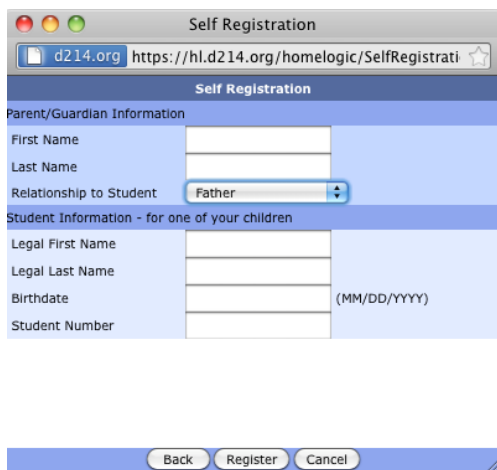 Self Registration
d214.org https://hl.d214.org/homelogic/SelfRegistrati
Self Registration
Parent/Guardian Information
First Name
Last Name
Relationship to Student Father
Student Information - for one of your children
Legal First Name
Legal Last Name
Birthdate (MM/DD/YYYY)
Student Number
Back Register Cancel